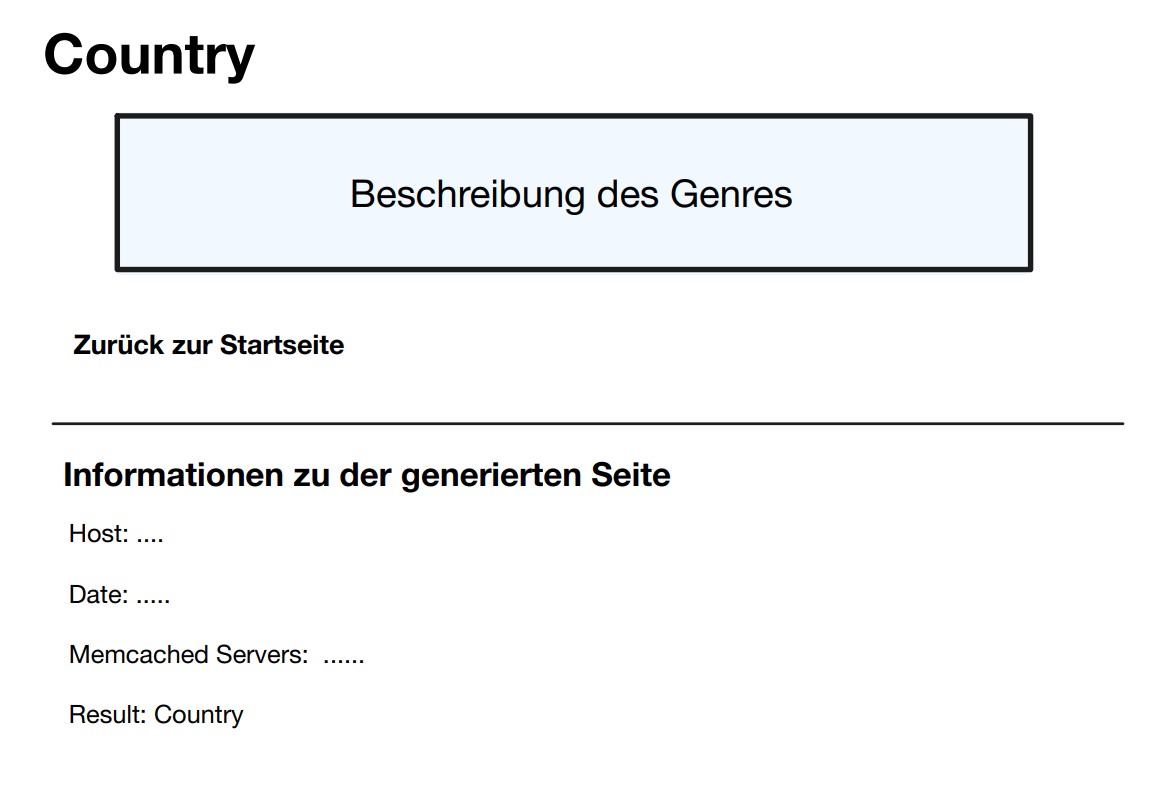 Country
Beschreibung des Genres
Zurück zur Startseite
Informationen zu der generierten Seite
Host: ....
Date: .....
Memcached Servers:  ......
Result: Country